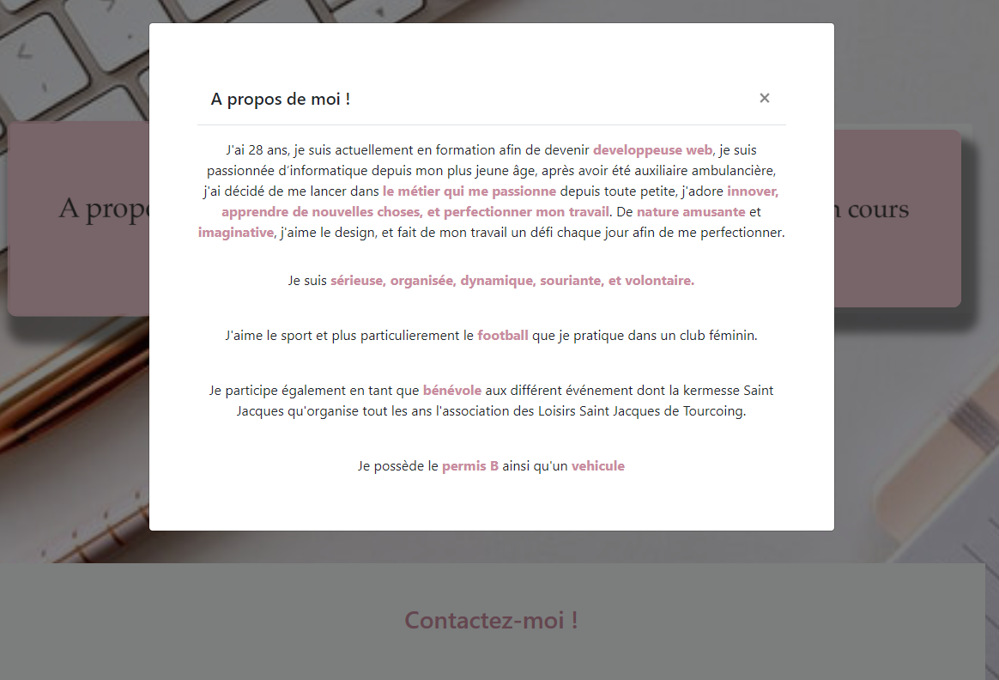 A propos de moi !
×
J'ai 28 ans, je suis actuellement en formation afin de devenir developpeuse web, je suis
passionnée d’informatique depuis mon plus jeune âge, après avoir été auxiliaire ambulancière,
j'ai décidé de me lancer dans le métier qui me passionne depuis toute petite, j'adore innover,
apprendre de nouvelles choses, et perfectionner mon travail. De nature amusante et
imaginative, j'aime le design, et fait de mon travail un défi chaque jour afin de me perfectionner.
Je suis sérieuse, organisée, dynamique, souriante, et volontaire.
J'aime le sport et plus particulierement le football que je pratique dans un club féminin.
Je participe également en tant que bénévole aux différent événement dont la kermesse Saint
Jacques qu'organise tout les ans l'association des Loisirs Saint Jacques de Tourcoing.
Je possède le permis B ainsi qu'un vehicule
A propo
cours
Contactez-moi !